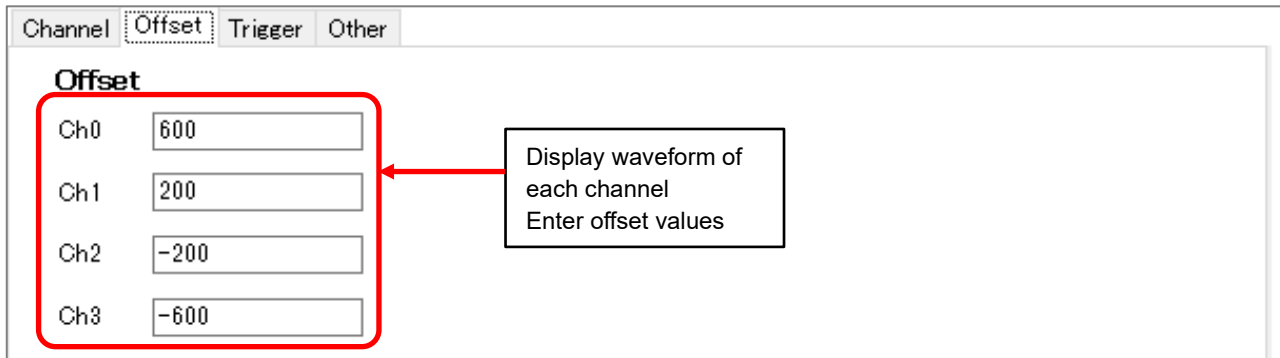 Channel Offset Trigger Other
Offset
Ch0 600
Ch1 200
Ch2 -200
Ch3 -600
Display waveform of
each channel
Enter offset values